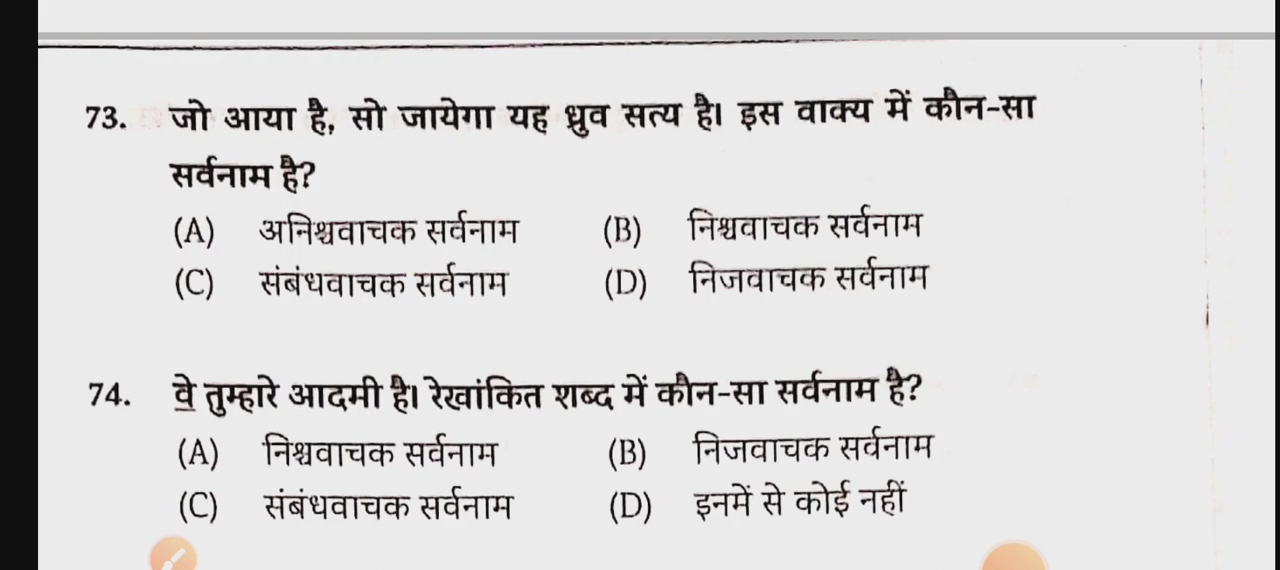 73. जो आया है, सो जायेगा यह ध्रुव सत्य है। इस वाक्य में कौन-सा
सर्वनाम है?
(A) अनिश्चवाचक सर्वनाम (B) निश्चवाचक सर्वनाम
(C) संबंधवाचक सर्वनाम (D) निजवाचक सर्वनाम
74. वे तुम्हारे आदमी है। रेखांकित शब्द में कौन-सा सर्वनाम है?
(A) निश्चवाचक सर्वनाम (B) निजवाचक सर्वनाम
(C) संबंधवाचक सर्वनाम (D) इनमें से कोई नहीं